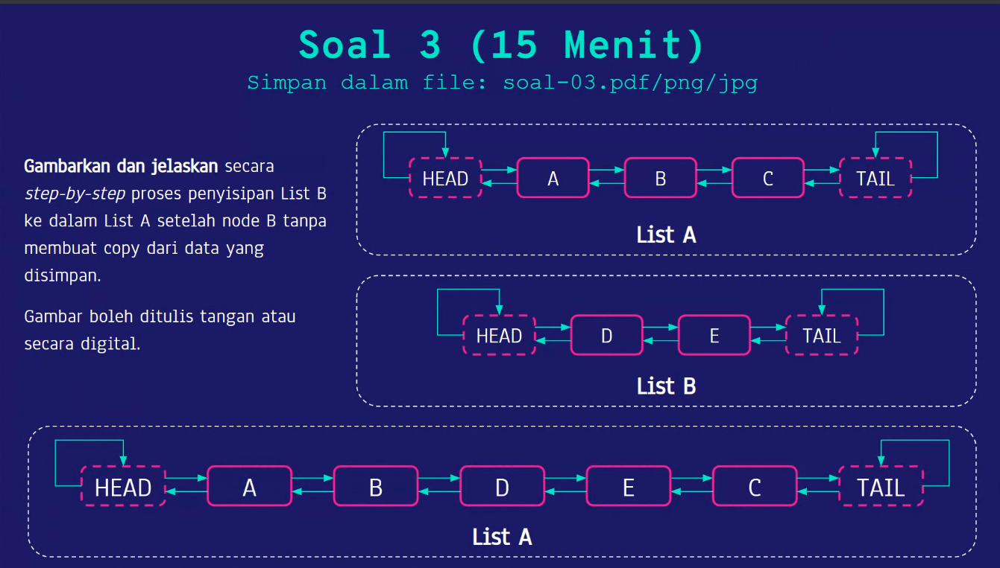 Soal 3 (15 Menit)
Simpan dalam file: soal-03.pdf/png/jpg
Gambarkan dan jelaskan secara
step-by-step proses penyisipan List B
ke dalam List A setelah node B tanpa
membuat copy dari data yang
disimpan.
Gambar boleh ditulis tangan atau
secara digital.
HEAD A B C TAIL
List A
HEAD D E TAIL
List B
HEAD A B D E C TAIL
List A